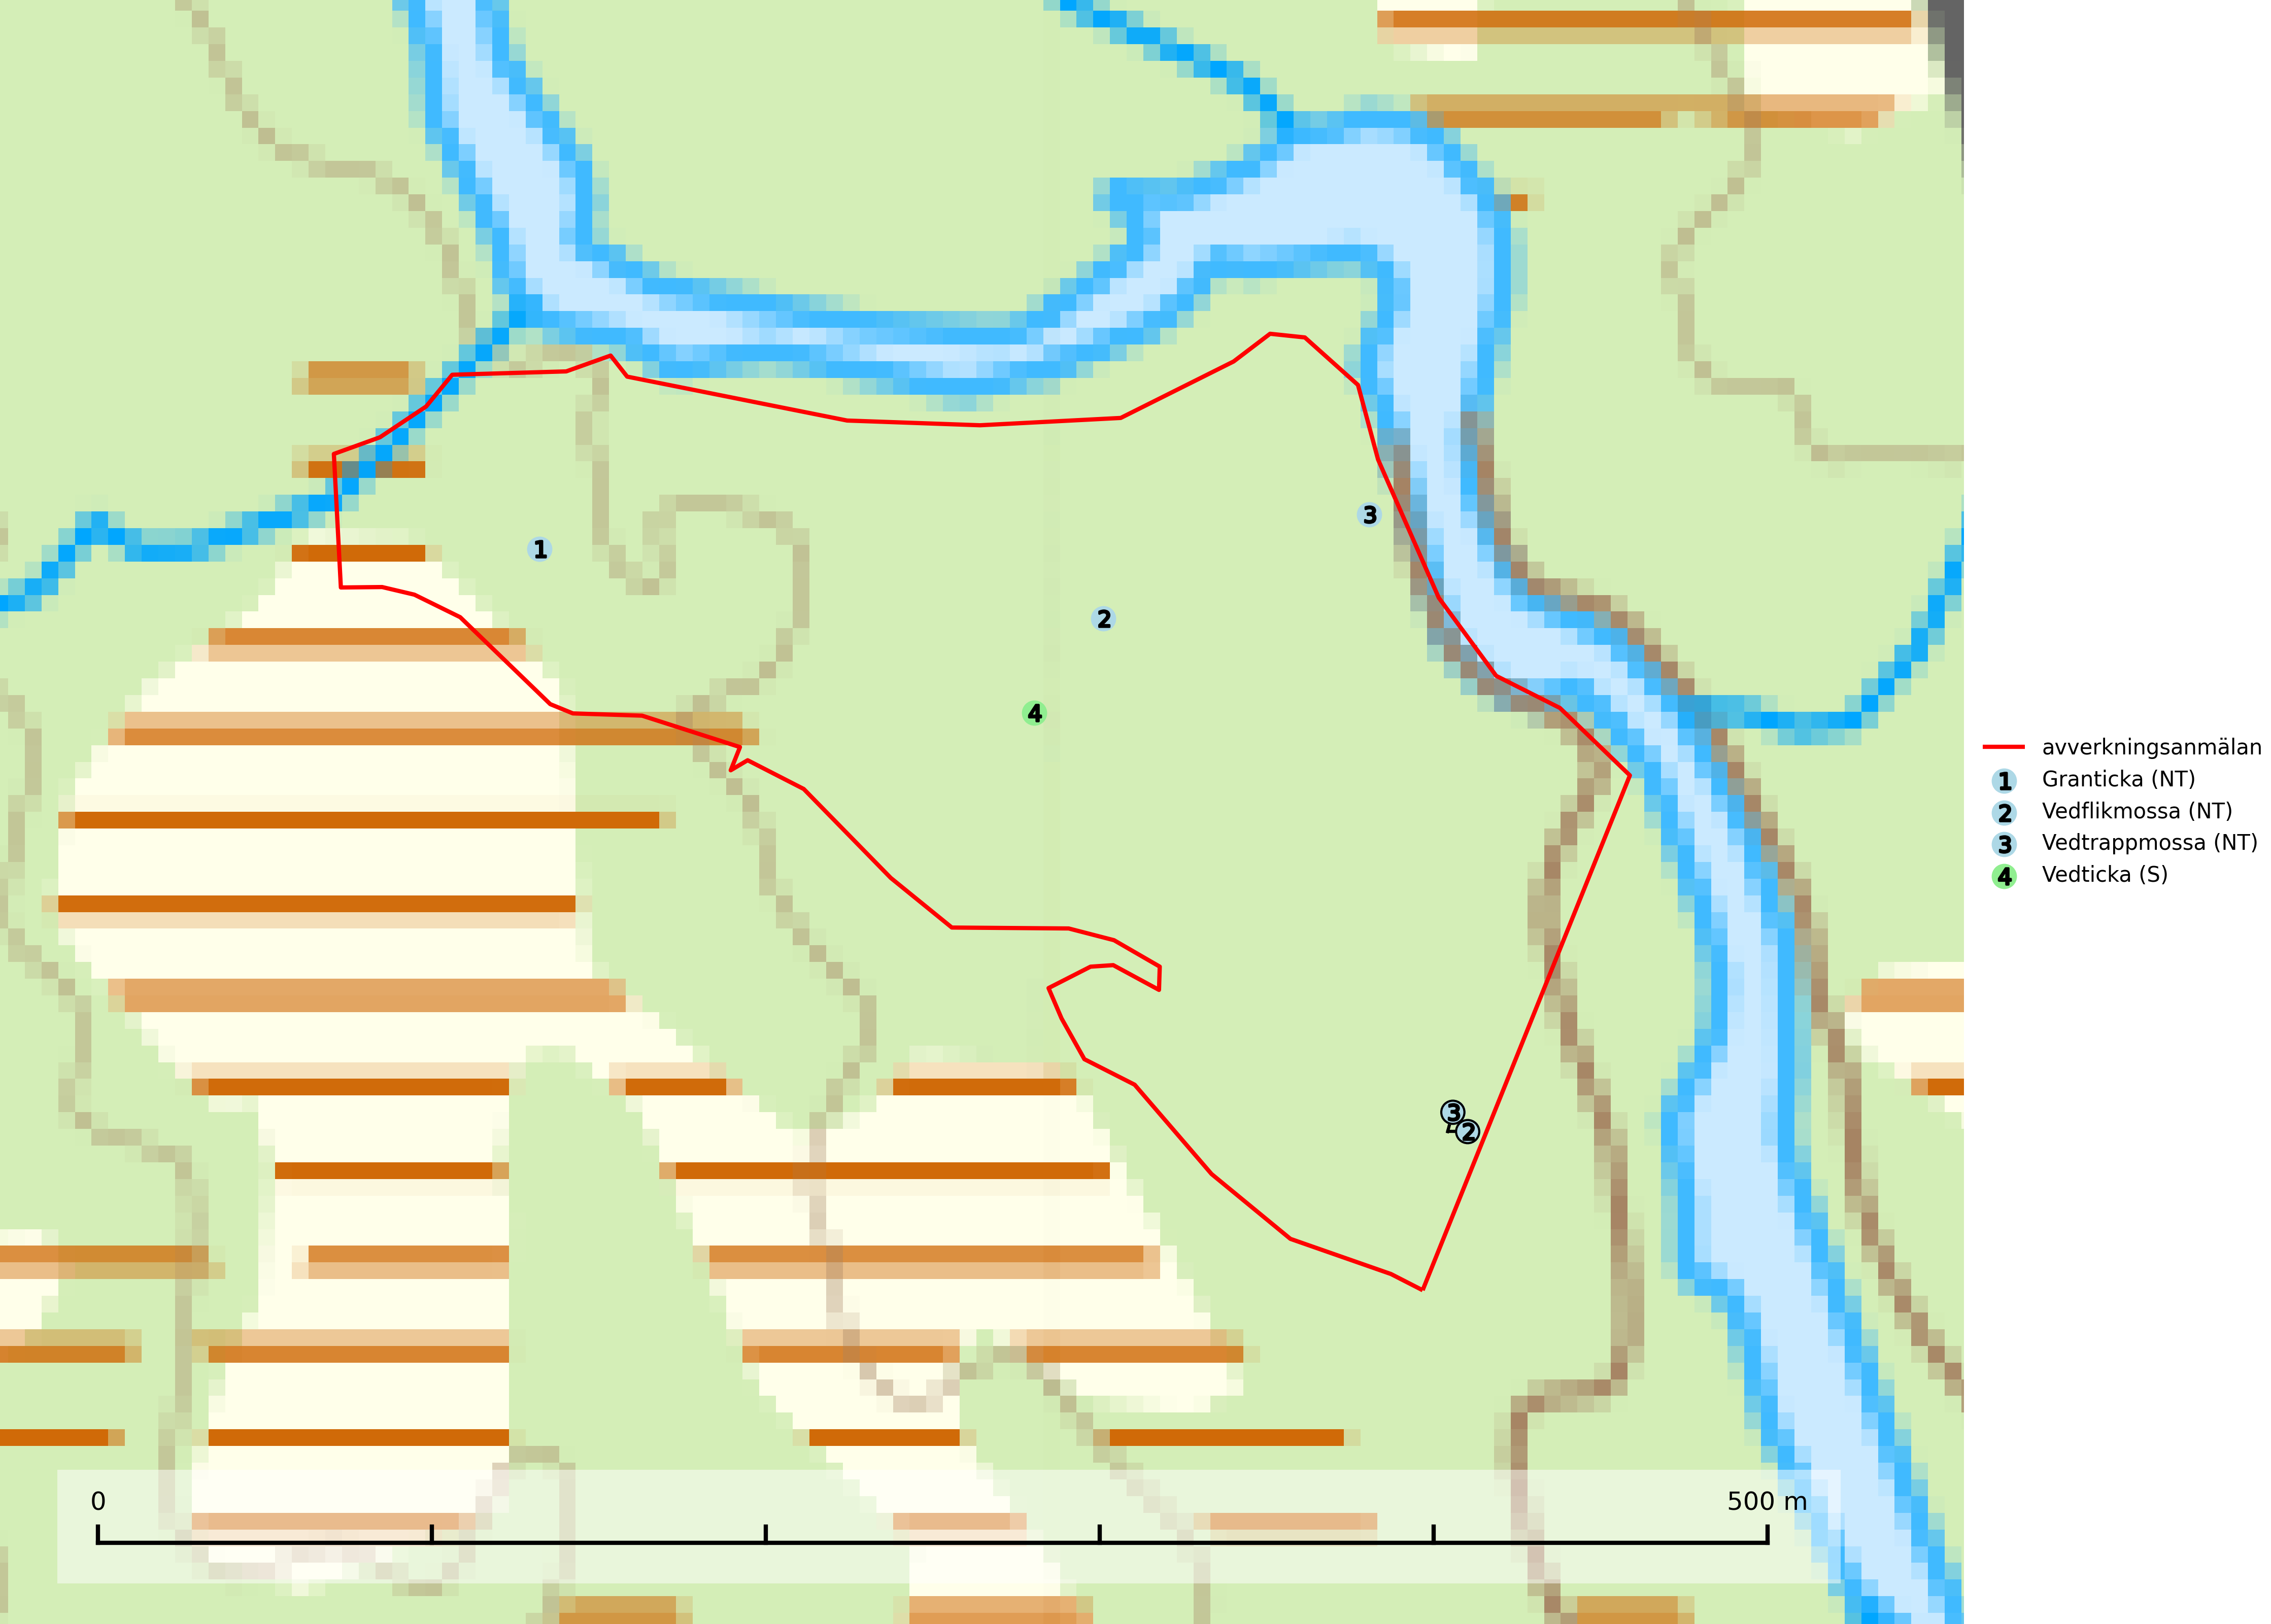 1
3
2
4
3
2
0
500 m
avverkningsanmälan
1 Granticka (NT)
2 Vedflikmossa (NT)
3 Vedtrappmossa (NT)
4 Vedticka (S)